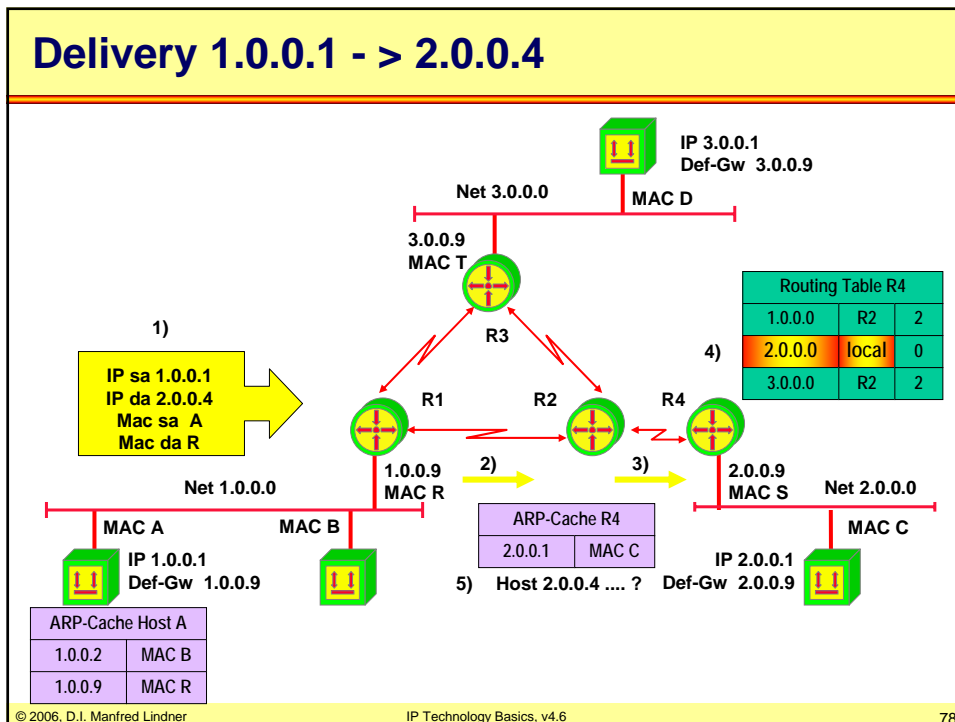 Delivery 1.0.0.1 - > 2.0.0.4
IP 3.0.0.1
Def-Gw 3.0.0.9
Net 3.0.0.0
MAC D
3.0.0.9
MAC T
R3
1)
IP sa 1.0.0.1
IP da 2.0.0.4
Mac sa A
Mac da R
4)
Routing Table R4
1.0.0.0 R2 2
2.0.0.0 local 0
3.0.0.0 R2 2
R1
R2
R4
1.0.0.9
MAC R
2)
3)
2.0.0.9
MAC S
Net 1.0.0.0
Net 2.0.0.0
MAC A
MAC B
MAC C
IP 1.0.0.1
Def-Gw 1.0.0.9
ARP-Cache R4
2.0.0.1 MAC C
5) Host 2.0.0.4 .... ?
IP 2.0.0.1
Def-Gw 2.0.0.9
ARP-Cache Host A
1.0.0.2 MAC B
1.0.0.9 MAC R
© 2006, D.I. Manfred Lindner
IP Technology Basics, v4.6
78